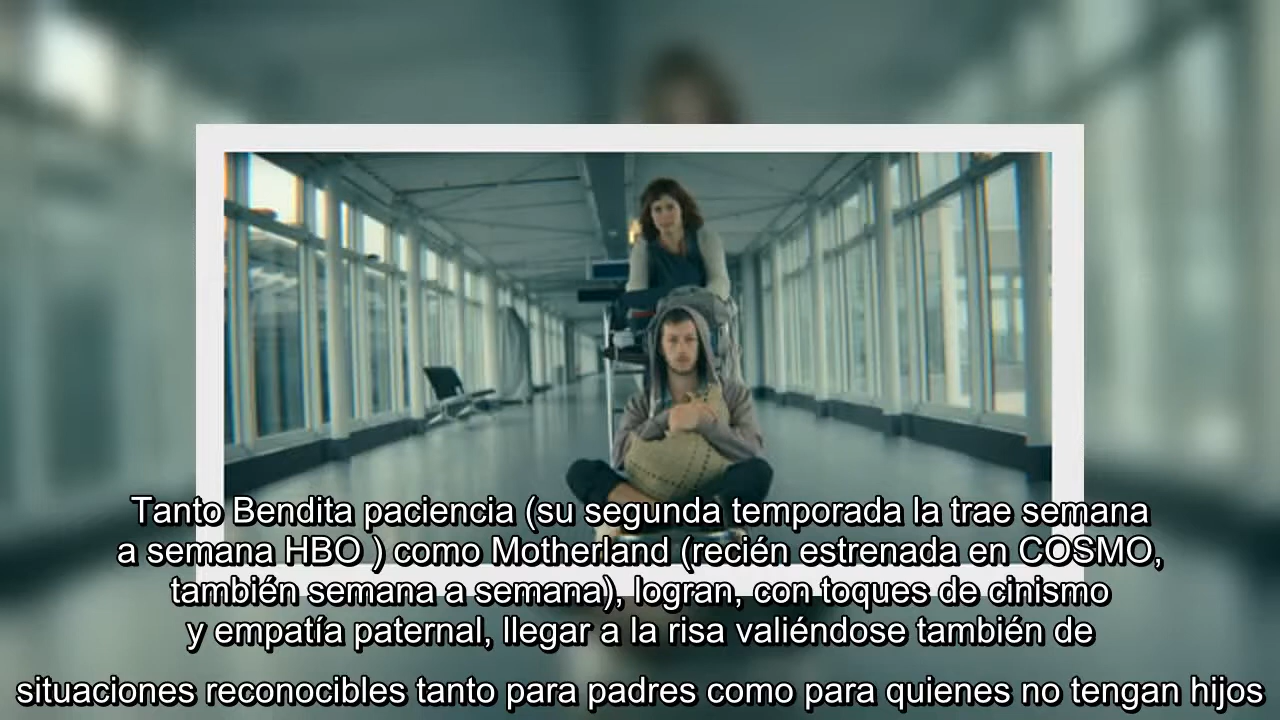 Tanto Bendita paciencia (su segunda temporada la trae semana
a semana HBO ) como Motherland (recién estrenada en COSMO,
también semana a semana), logran, con toques de cinismo
y empatía paternal, llegar a la risa valiéndose también de
situaciones reconocibles tanto para padres como para quienes no tengan hijos